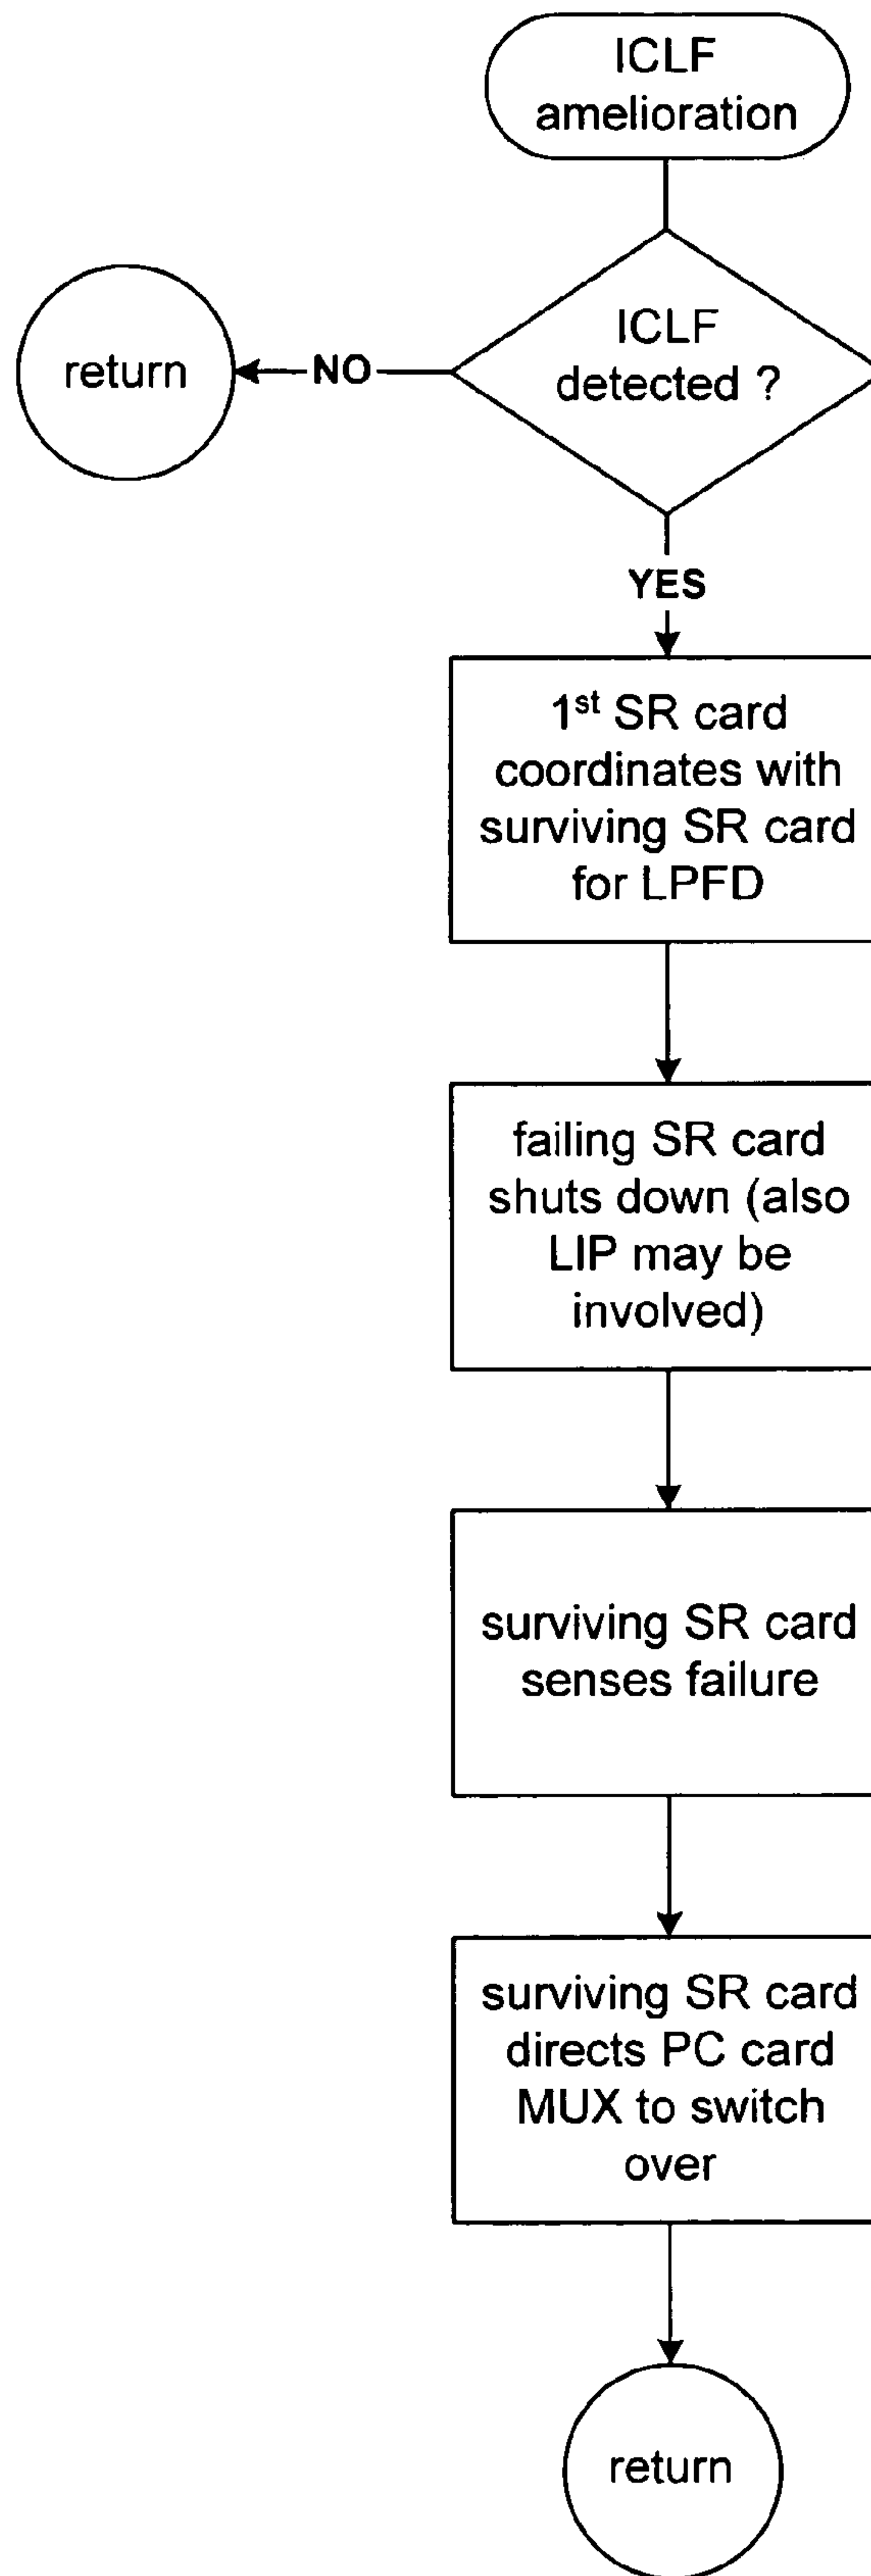 ICLF
amelioration
ICLF
detected ?
return
NO
YES
1st SR card
coordinates with
surviving SR card
for LPFD
failing SR card
shuts down (also
LIP may be
involved)
surviving SR card
senses failure
surviving SR card
directs PC card
MUX to switch
over
return